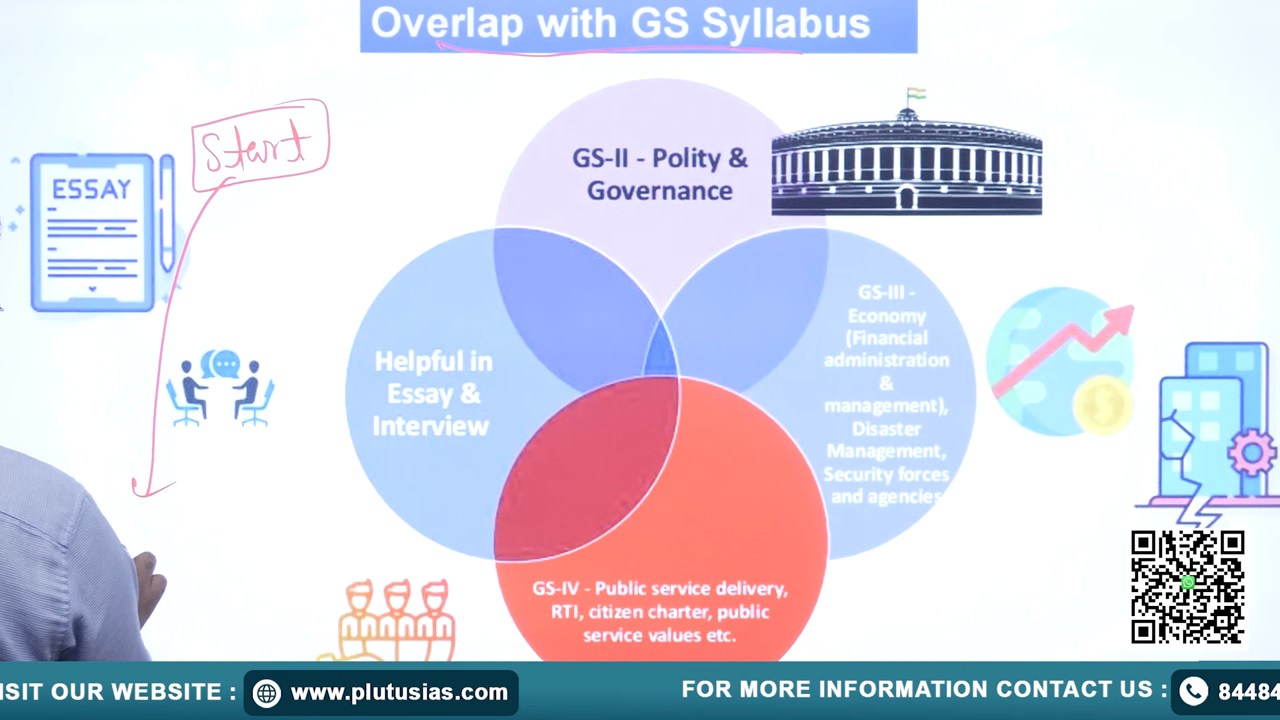 Overlap with GS Syllabus
Start
ESSAY
GS-II - Polity &
Governance
Helpful in
Essay &
Interview
GS-III -
Economy
(Financial
administration
&
management),
Disaster
Management,
Security forces
and agencies
GS-IV - Public service delivery,
RTI, citizen charter, public
service values etc.
ISIT OUR WEBSITE :
www.plutusias.com
FOR MORE INFORMATION CONTACT US :
84484